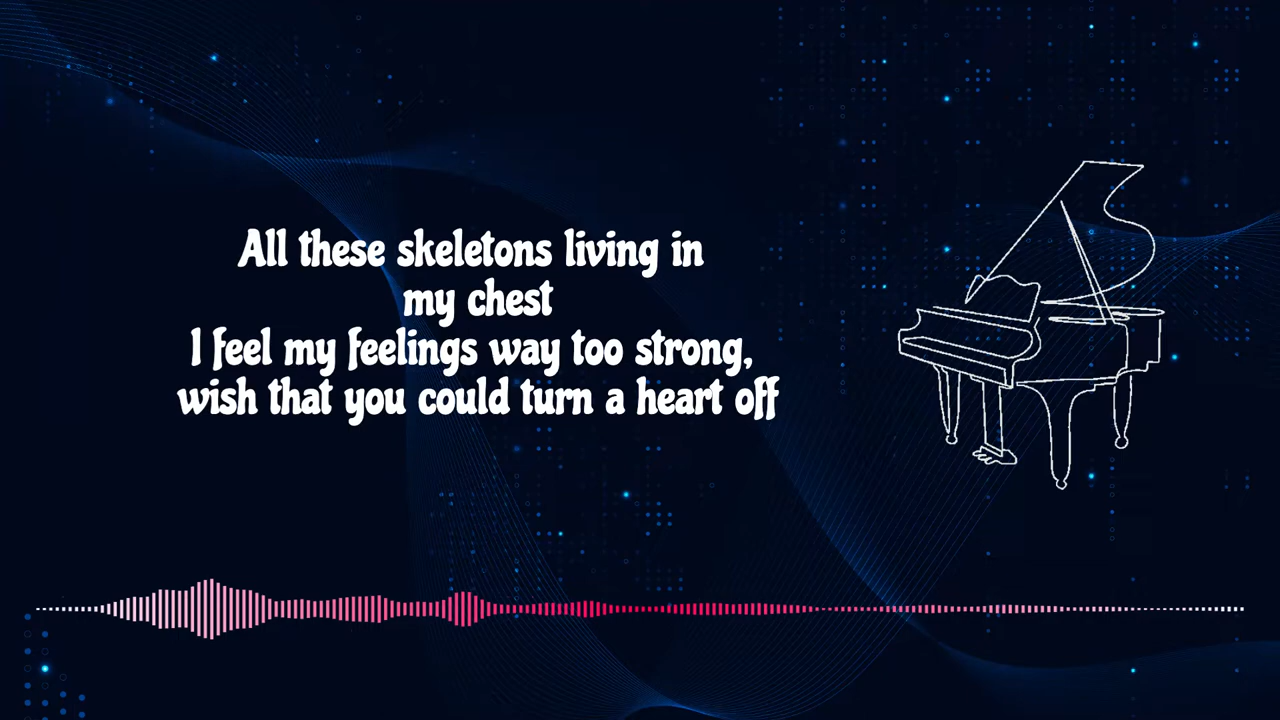 All these skeletons living in
my chest
I feel my feelings way too strong,
wish that you could turn a heart off